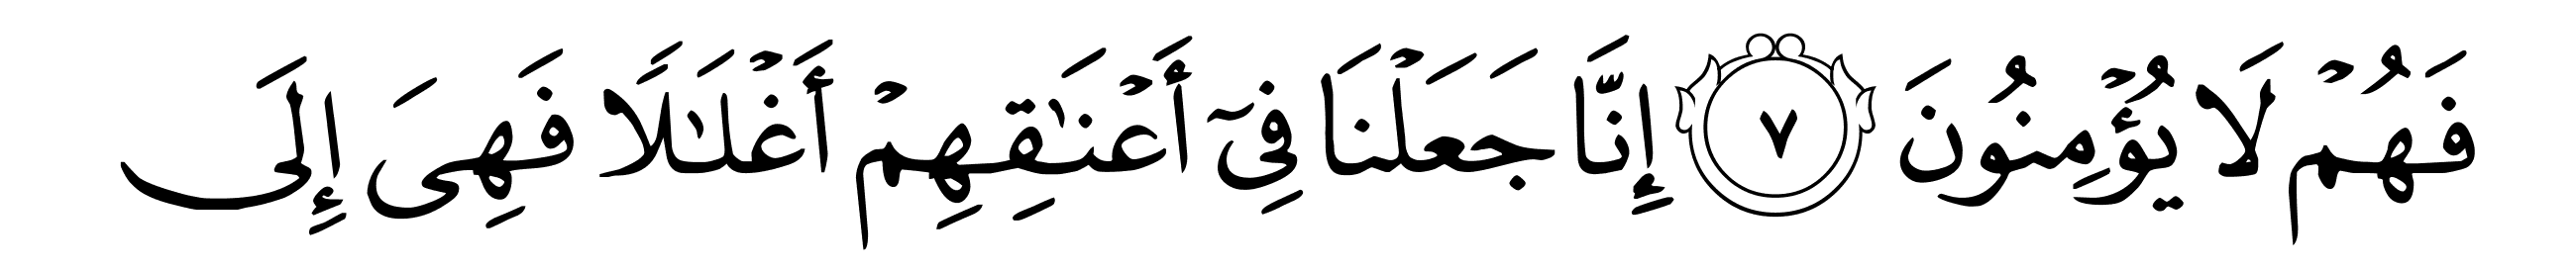 فَهُمْ لَا يُؤْمِنُونَ ٧ إِنَّا جَعَلْنَا فِىٓ أَعْنَـٰقِهِمْ أَغْلَـٰلًا فَهِىَ إِلَى